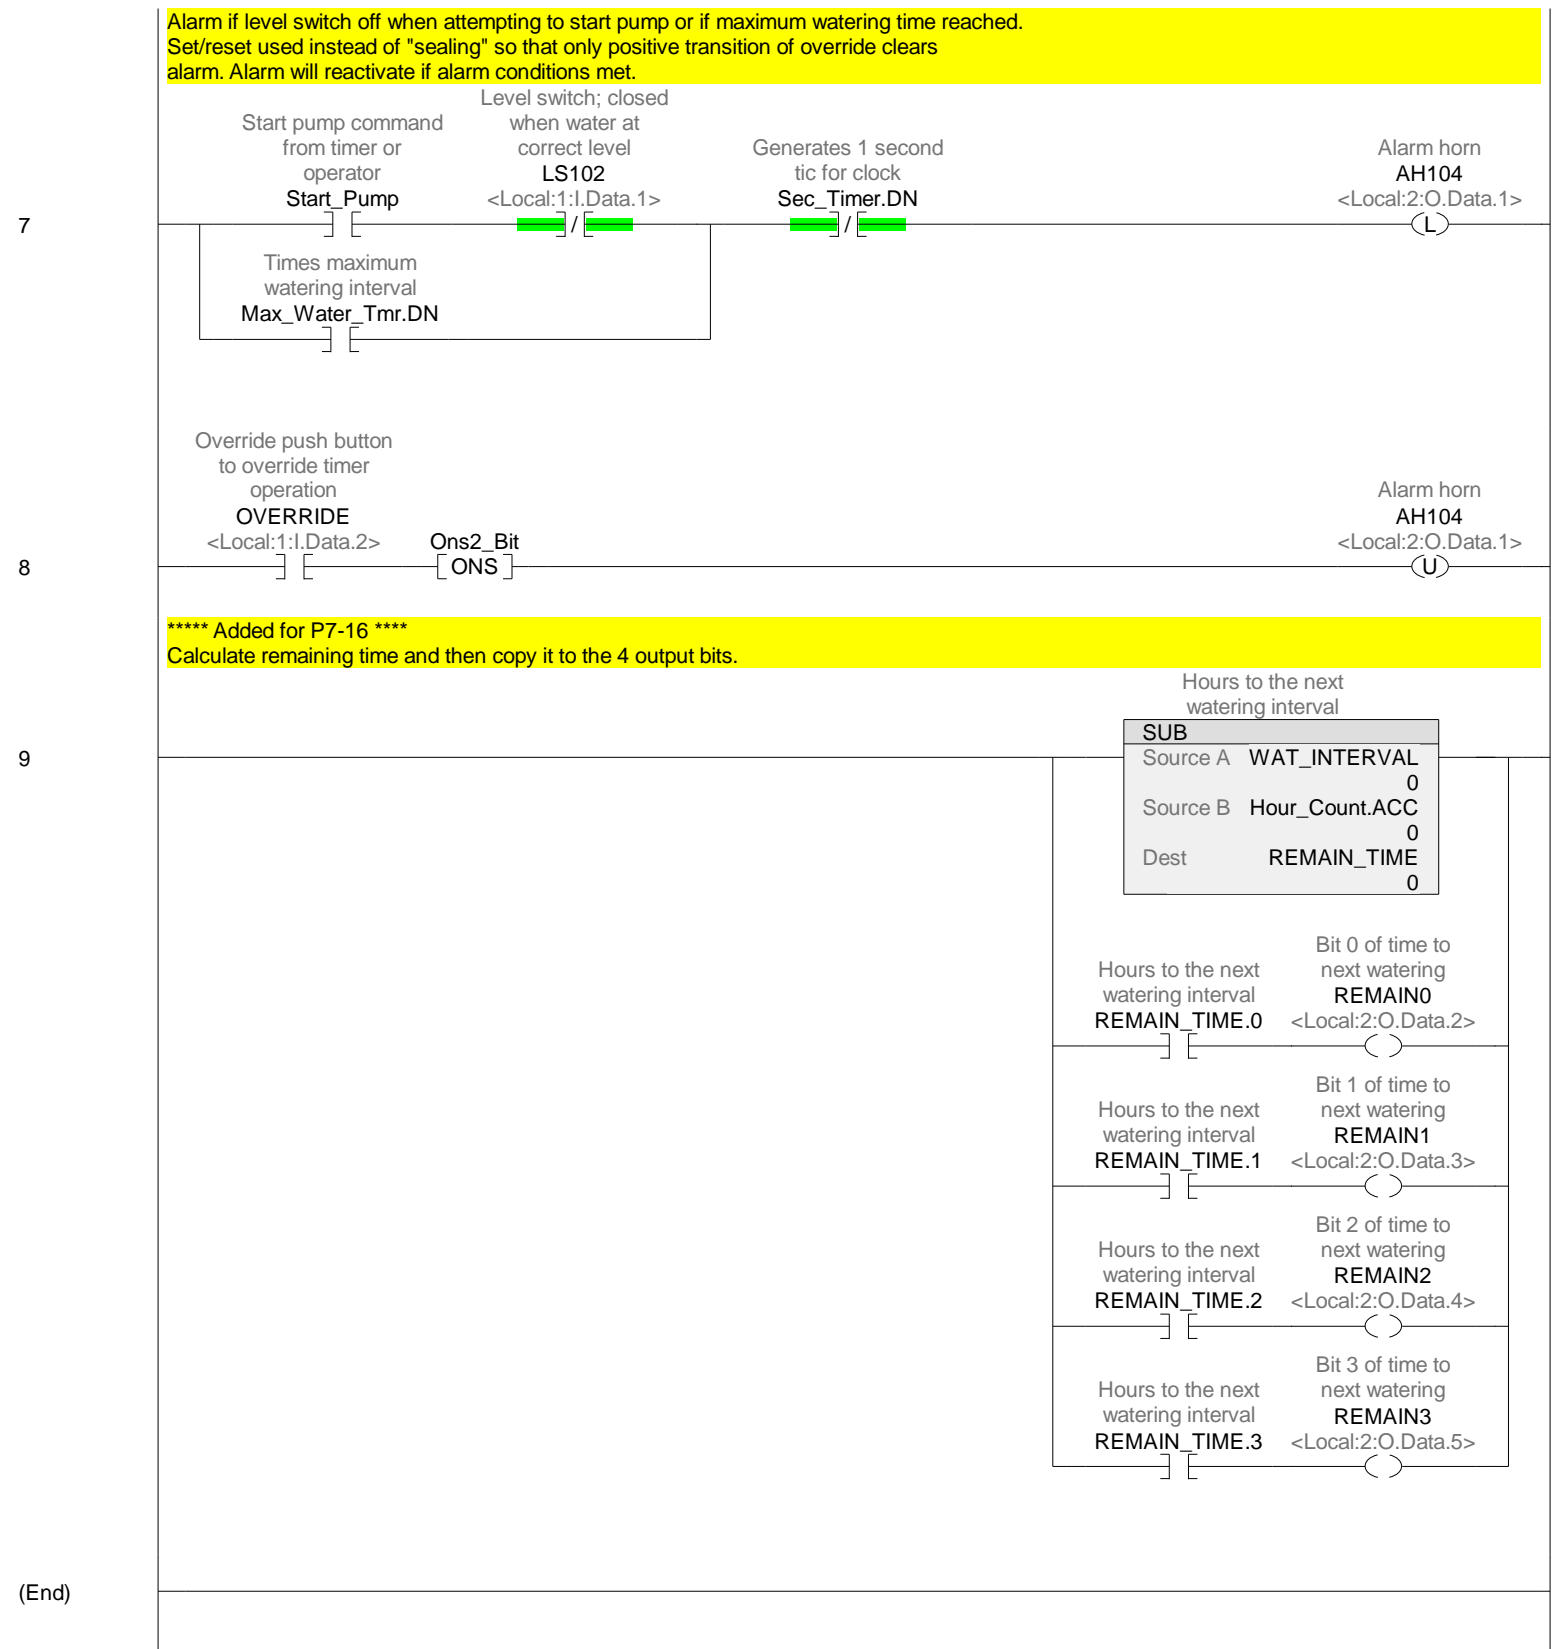 Alarm if level switch off when attempting to start pump or if maximum watering time reached.
Set/reset used instead of "sealing" so that only positive transition of override clears
alarm. Alarm will reactivate if alarm conditions met.
7
Start pump command
from timer or
operator
Start_Pump
Level switch; closed
when water at
correct level
LS102
<Local:1:I.Data.1>
/
Generates 1 second
tic for clock
Sec_Timer.DN
/
Alarm horn
AH104
<Local:2:O.Data.1>
L
Times maximum
watering interval
Max_Water_Tmr.DN
8
Override push button
to override timer
operation
OVERRIDE
<Local:1:I.Data.2>
Ons2_Bit
ONS
Alarm horn
AH104
<Local:2:O.Data.1>
U
***** Added for P7-16 ****
Calculate remaining time and then copy it to the 4 output bits.
9
Hours to the next
watering interval
SUB
Source A WAT_INTERVAL
0
Source B Hour_Count.ACC
0
Dest REMAIN_TIME
0
Hours to the next
watering interval
REMAIN_TIME.0
Bit 0 of time to
next watering
REMAIN0
<Local:2:O.Data.2>
Hours to the next
watering interval
REMAIN_TIME.1
Bit 1 of time to
next watering
REMAIN1
<Local:2:O.Data.3>
Hours to the next
watering interval
REMAIN_TIME.2
Bit 2 of time to
next watering
REMAIN2
<Local:2:O.Data.4>
Hours to the next
watering interval
REMAIN_TIME.3
Bit 3 of time to
next watering
REMAIN3
<Local:2:O.Data.5>
(End)